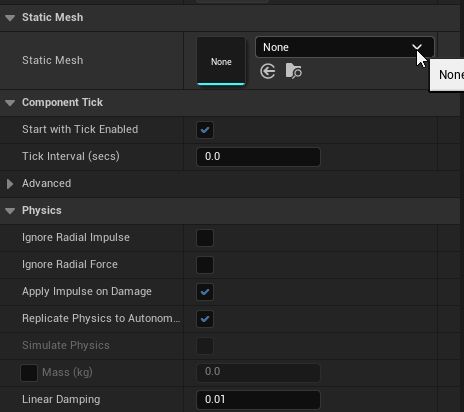 Static Mesh
Static Mesh
None
None
None
Component Tick
Start with Tick Enabled
Tick Interval (secs)
0.0
Advanced
Physics
Ignore Radial Impulse
Ignore Radial Force
Apply Impulse on Damage
Replicate Physics to Autonom...
Simulate Physics
Mass (kg)
0.0
Linear Damping
0.01